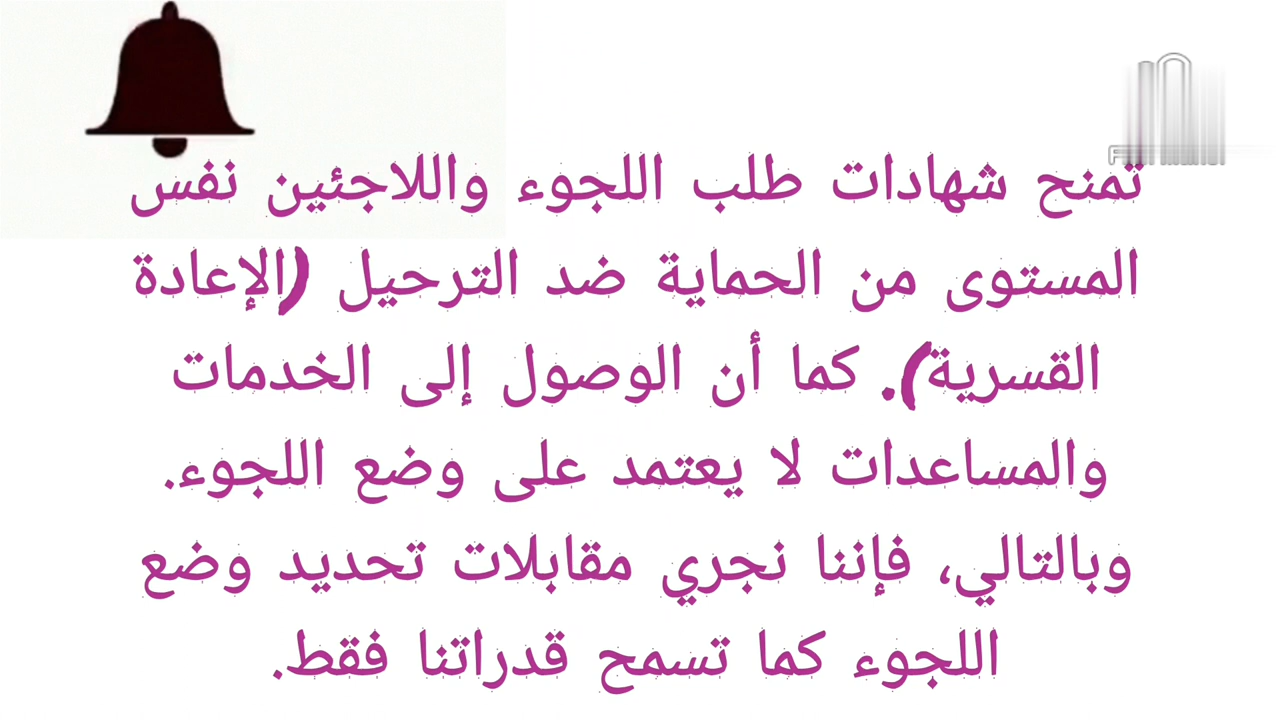 تمنح شهادات طلب اللجوء واللاجئين نفس
المستوى من الحماية ضد الترحيل (الإعادة
القسرية). كما أن الوصول إلى الخدمات
والمساعدات لا يعتمد على وضع اللجوء.
وبالتالي، فإننا نجري مقابلات تحديد وضع
اللجوء كما تسمح قدراتنا فقط.